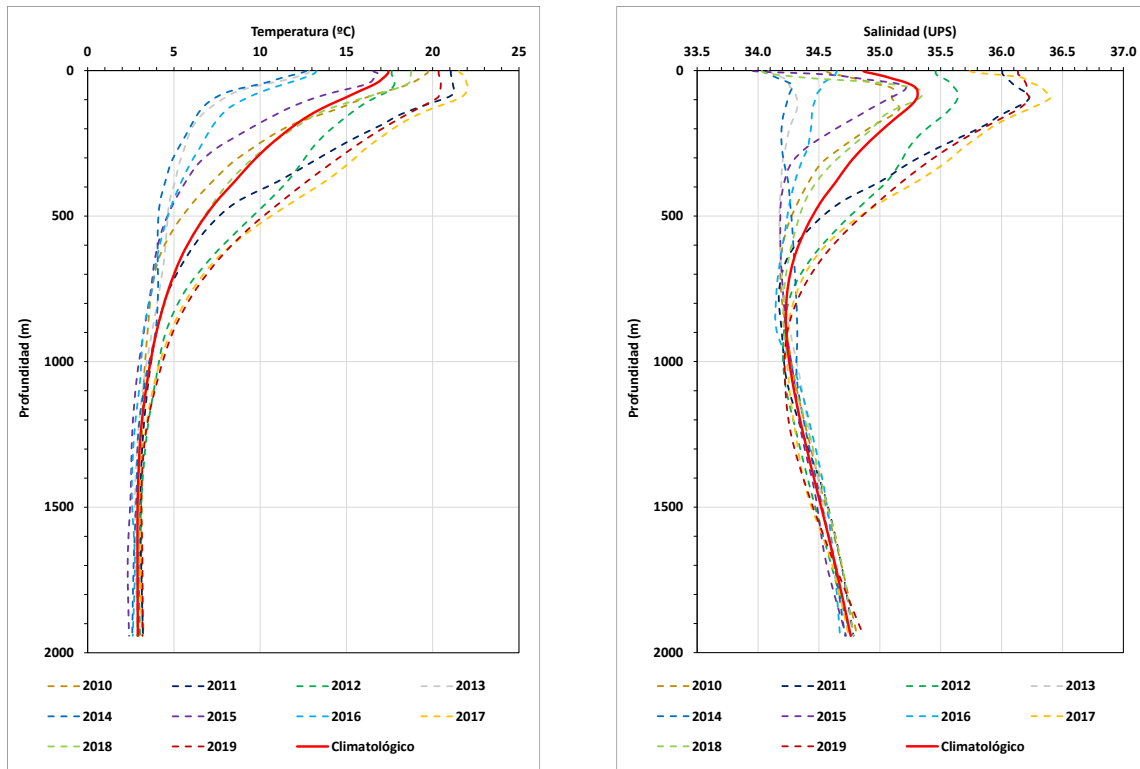 Temperatura (ºC)
0 5 10 15 20 25
0
500
1000
1500
2000
Profundidad (m)
2010 2011 2012 2013
2014 2015 2016 2017
2018 2019 Climatológico
Salinidad (UPS)
33.5 34.0 34.5 35.0 35.5 36.0 36.5 37.0
0
500
1000
1500
2000
Profundidad (m)
2010 2011 2012 2013
2014 2015 2016 2017
2018 2019 Climatológico